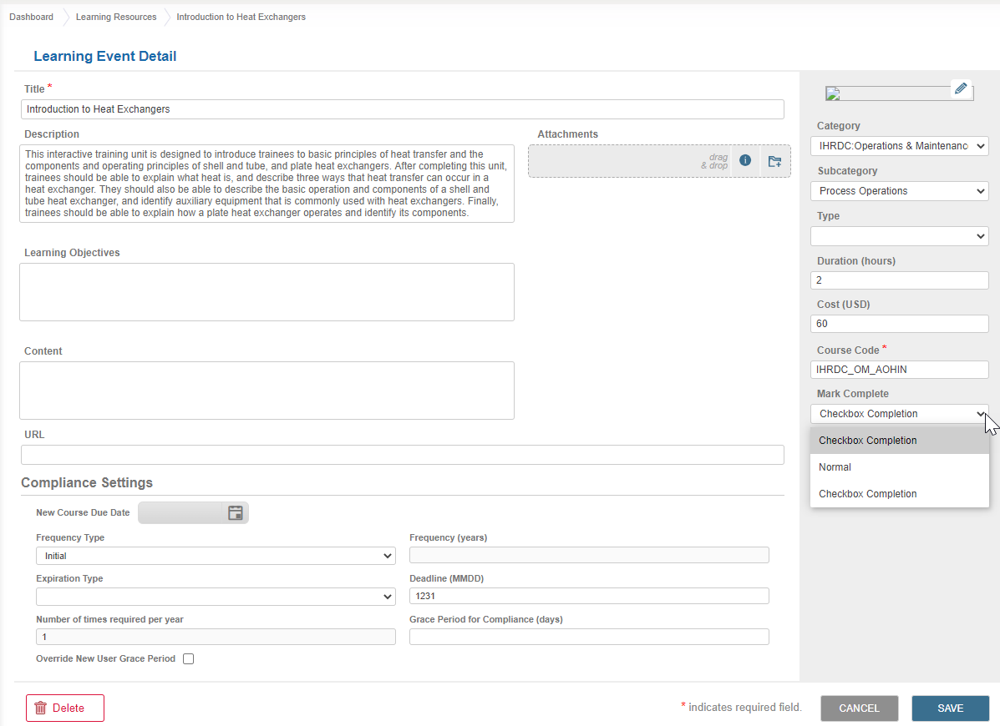 Dashboard
Learning Resources
Introduction to Heat Exchangers
Learning Event Detail
Title *
Introduction to Heat Exchangers
Description
This interactive training unit is designed to introduce trainees to basic principles of heat transfer and the
components and operating principles of shell and tube, and plate heat exchangers. After completing this unit,
trainees should be able to explain what heat is, and describe three ways that heat transfer can occur in a
heat exchanger. They should also be able to describe the basic operation and components of a shell and
tube heat exchanger, and identify auxiliary equipment that is commonly used with heat exchangers. Finally,
trainees should be able to explain how a plate heat exchanger operates and identify its components.
Attachments
drag
& drop
Learning Objectives
Content
URL
Compliance Settings
New Course Due Date
Frequency Type
Initial
Frequency (years)
Expiration Type
Deadline (MMDD)
1231
Number of times required per year
1
Grace Period for Compliance (days)
Override New User Grace Period
Category
IHRDC:Operations & Maintenance
Subcategory
Process Operations
Type
Duration (hours)
2
Cost (USD)
60
Course Code *
IHRDC_OM_AOHIN
Mark Complete
Checkbox Completion
Checkbox Completion
Normal
Checkbox Completion
Delete
* indicates required field.
CANCEL
SAVE